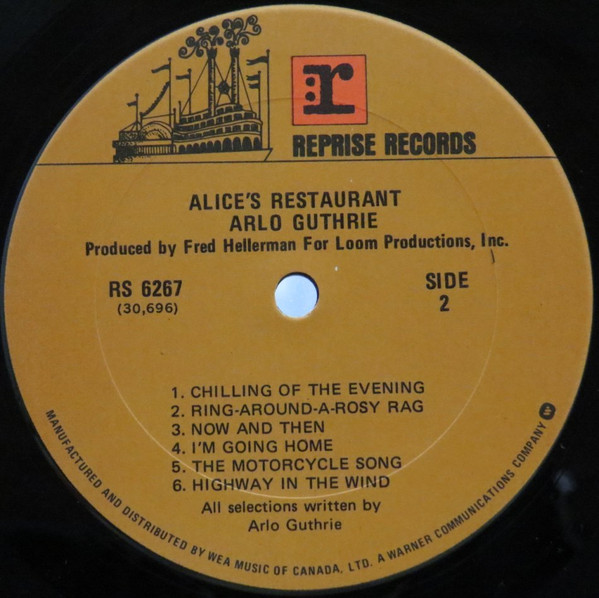 r
REPRISE RECORDS
ALICE'S RESTAURANT
ARLO GUTHRIE
Produced by Fred Hellerman For Loom Productions, Inc.
RS 6267
(30,696)
SIDE
2
1. CHILLING OF THE EVENING
2. RING-AROUND-A-ROSY RAG
3. NOW AND THEN
4. I'M GOING HOME
5. THE MOTORCYCLE SONG
6. HIGHWAY IN THE WIND
All selections written by
Arlo Guthrie
MANUFACTURED AND DISTRIBUTED BY WEA MUSIC OF CANADA, LTD. A WARNER COMMUNICATIONS COMPANY W